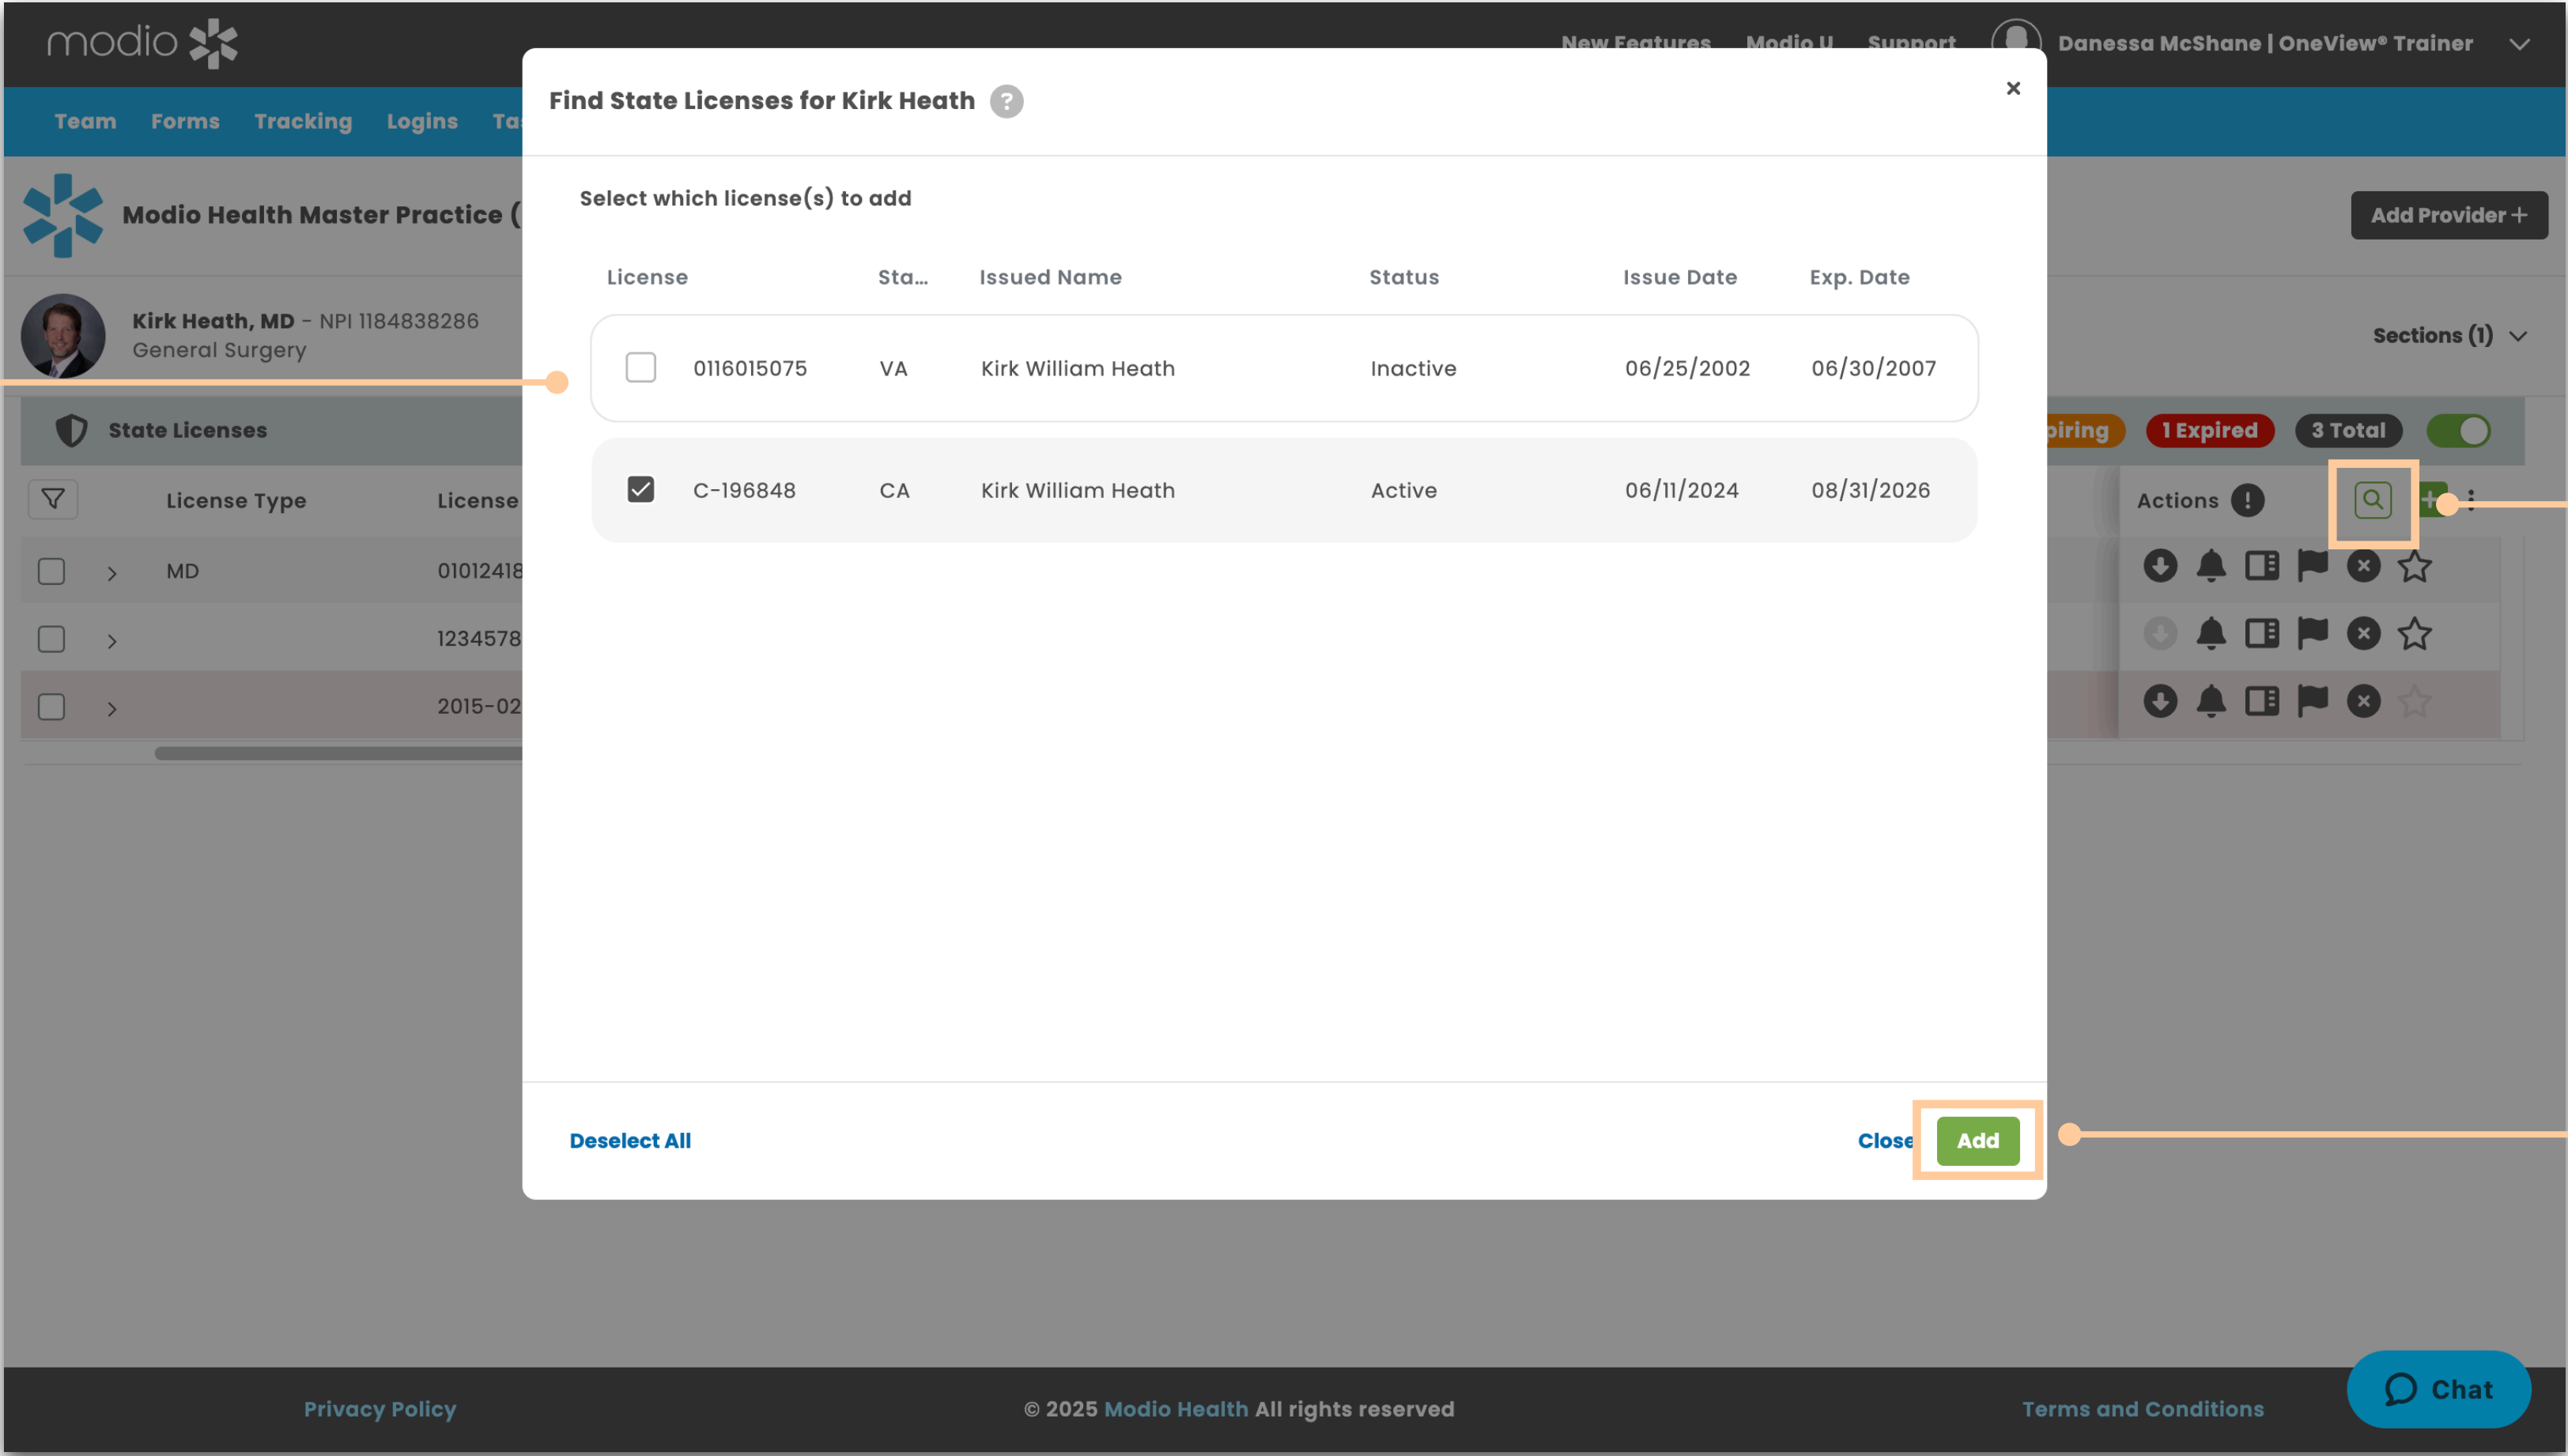 modio
New Features Modio U Support Danessa McShane | OneView® Trainer
Team Forms Tracking Logins
Find State Licenses for Kirk Heath ?
Modio Health Master Practice (
Add Provider +
Select which license(s) to add
License Sta... Issued Name Status Issue Date Exp. Date
Kirk Heath, MD - NPI 1184838286
General Surgery
Sections (1)
0116015075 VA Kirk William Heath Inactive 06/25/2002 06/30/2007
State Licenses
piring 1 Expired 3 Total
C-196848 CA Kirk William Heath Active 06/11/2024 08/31/2026
License Type License Actions
MD 01012418
1234578
2015-02
Deselect All Close Add
Privacy Policy © 2025 Modio Health All rights reserved Terms and Conditions
Chat